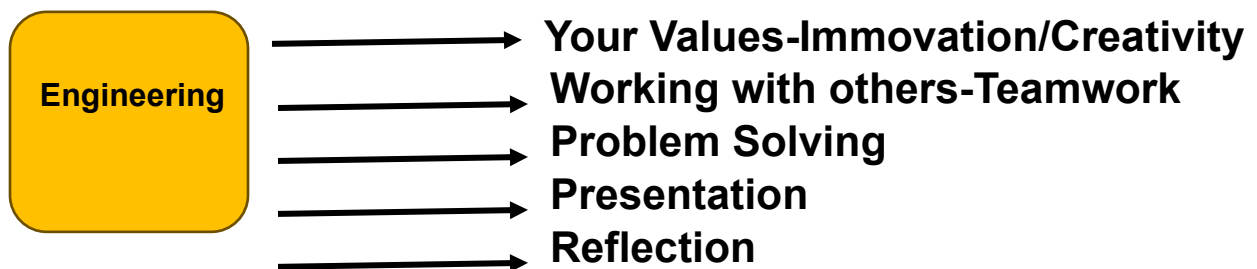 Engineering
Your Values-Immovation/Creativity
Working with others-Teamwork
Problem Solving
Presentation
Reflection